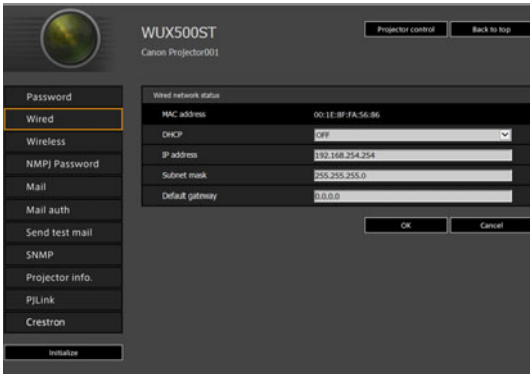 WUX500ST
Canon Projector001
Projector control
Back to top
Password
Wired
Wireless
NMPJ Password
Mail
Mail auth
Send test mail
SNMP
Projector info.
PJLink
Crestron
Initialize
Wired network status
MAC address 00:1E:8F:FA:56:86
DHCP OFF
IP address 192.168.254.254
Subnet mask 255.255.255.0
Default gateway 0.0.0.0
OK
Cancel